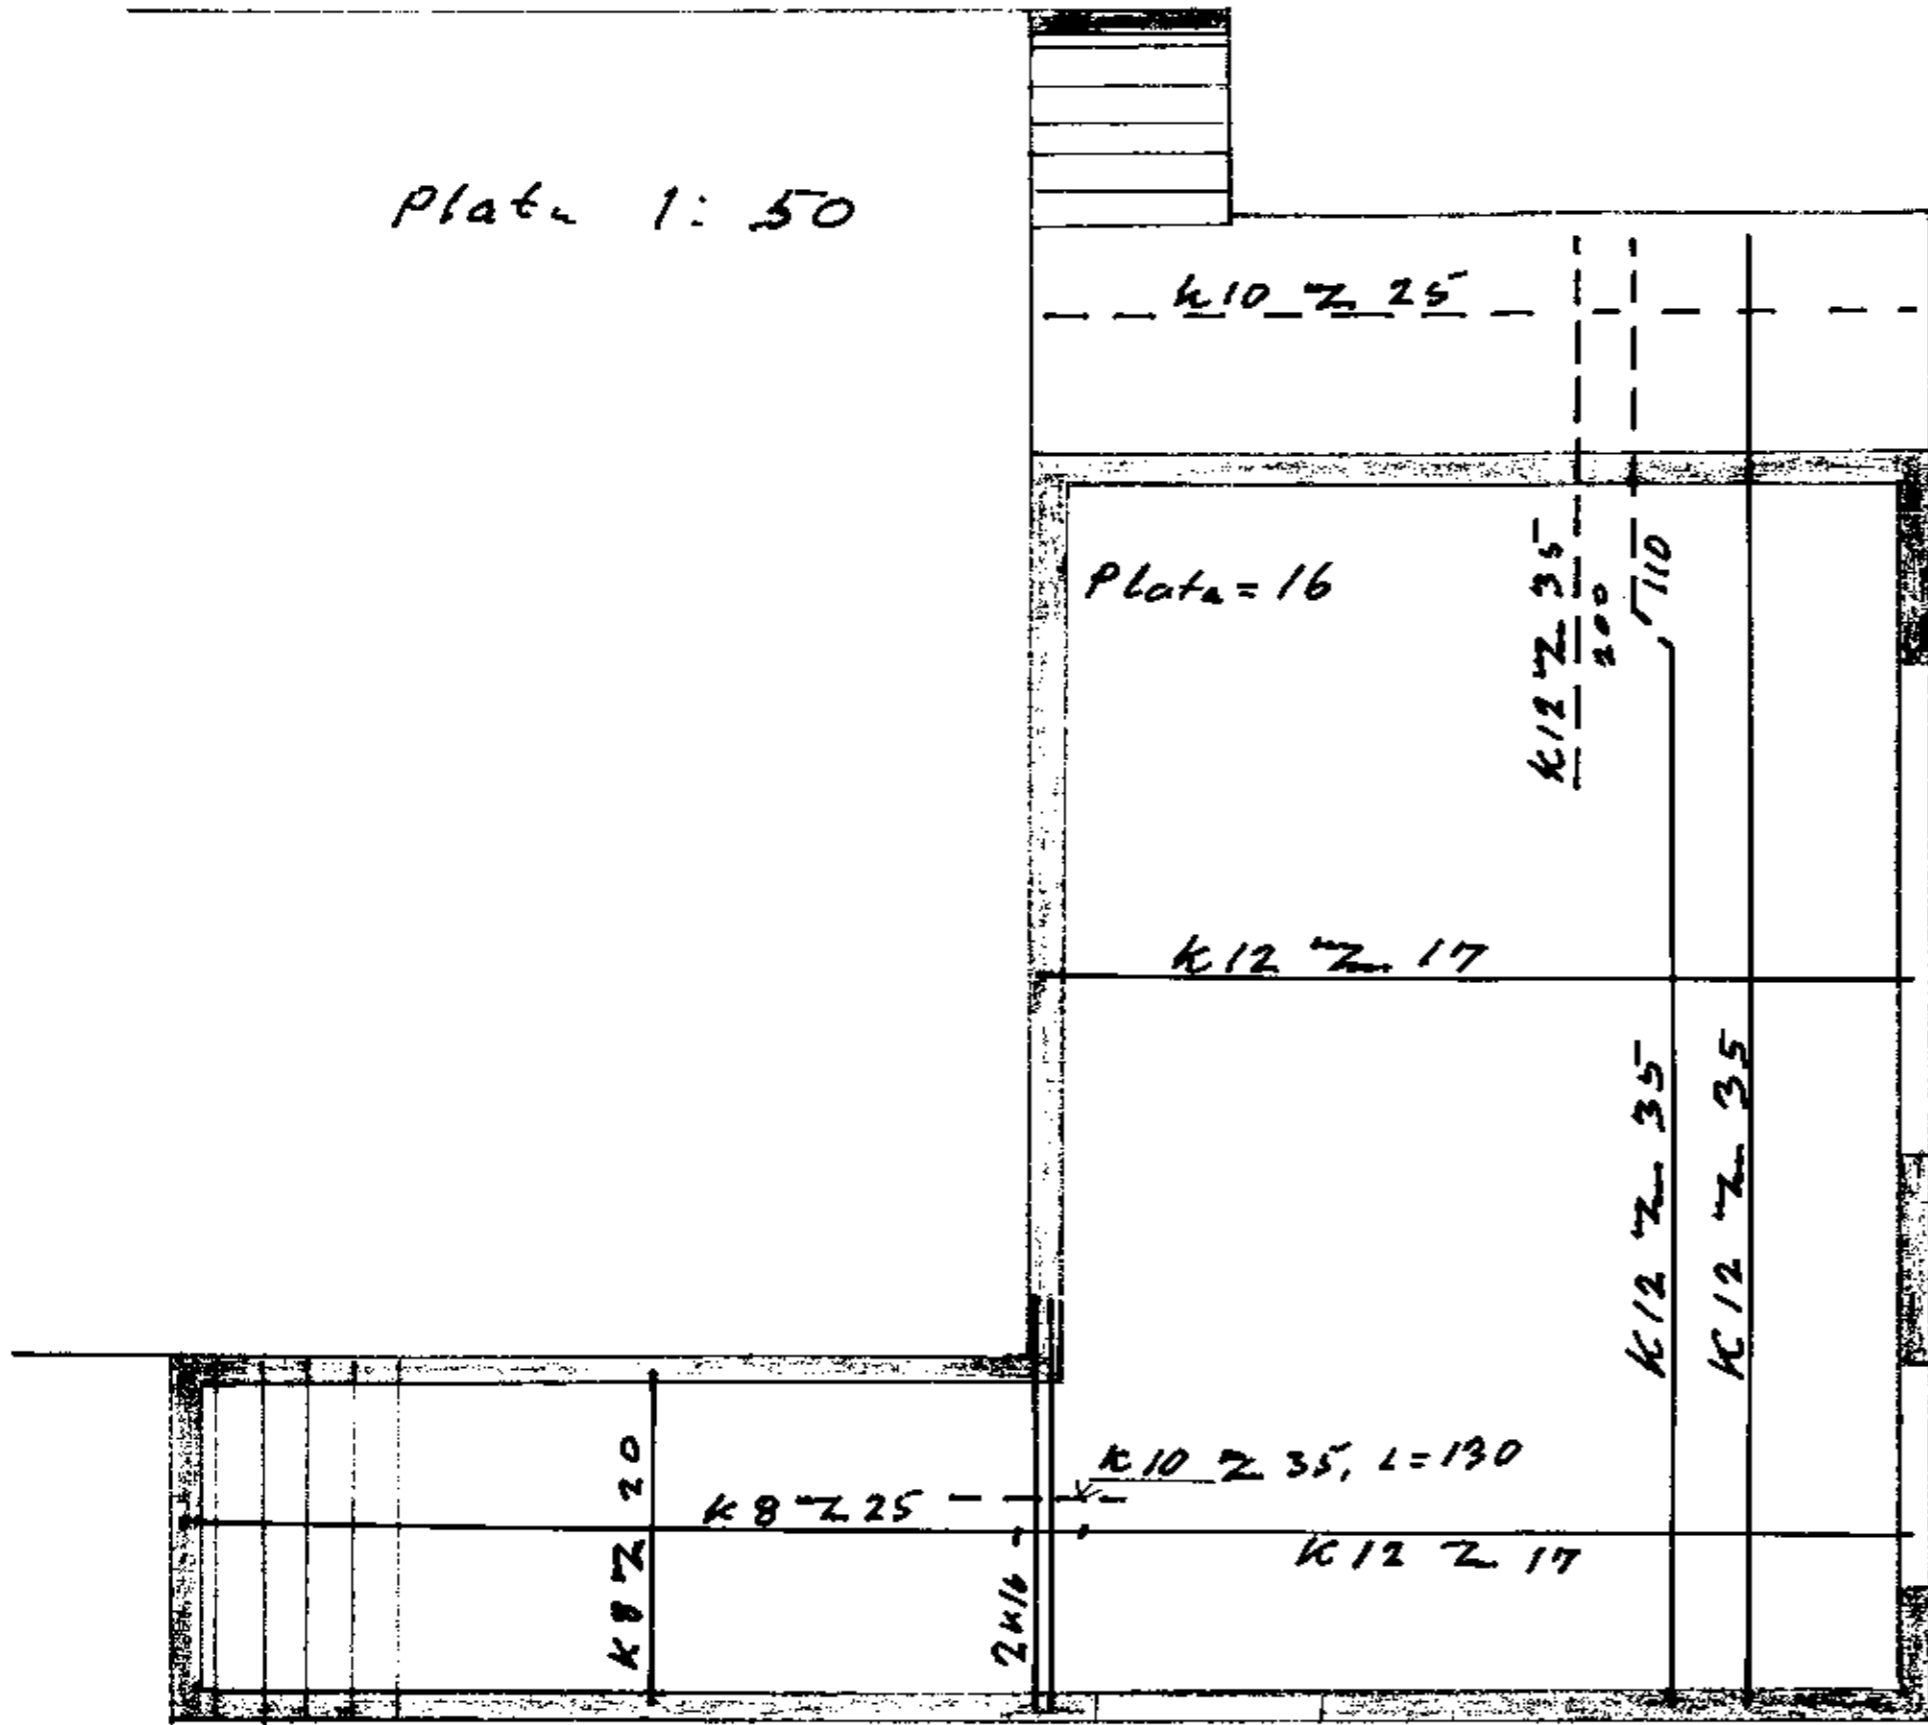 Plata 1:50
K10 Z 25
Plata = 16
K12 Z 35
200
110
K12 Z 17
K12 Z 35
K12 Z 35
K10 Z 35, L=130
K8 Z 25
K8 Z 20
2K16
K12 Z 17